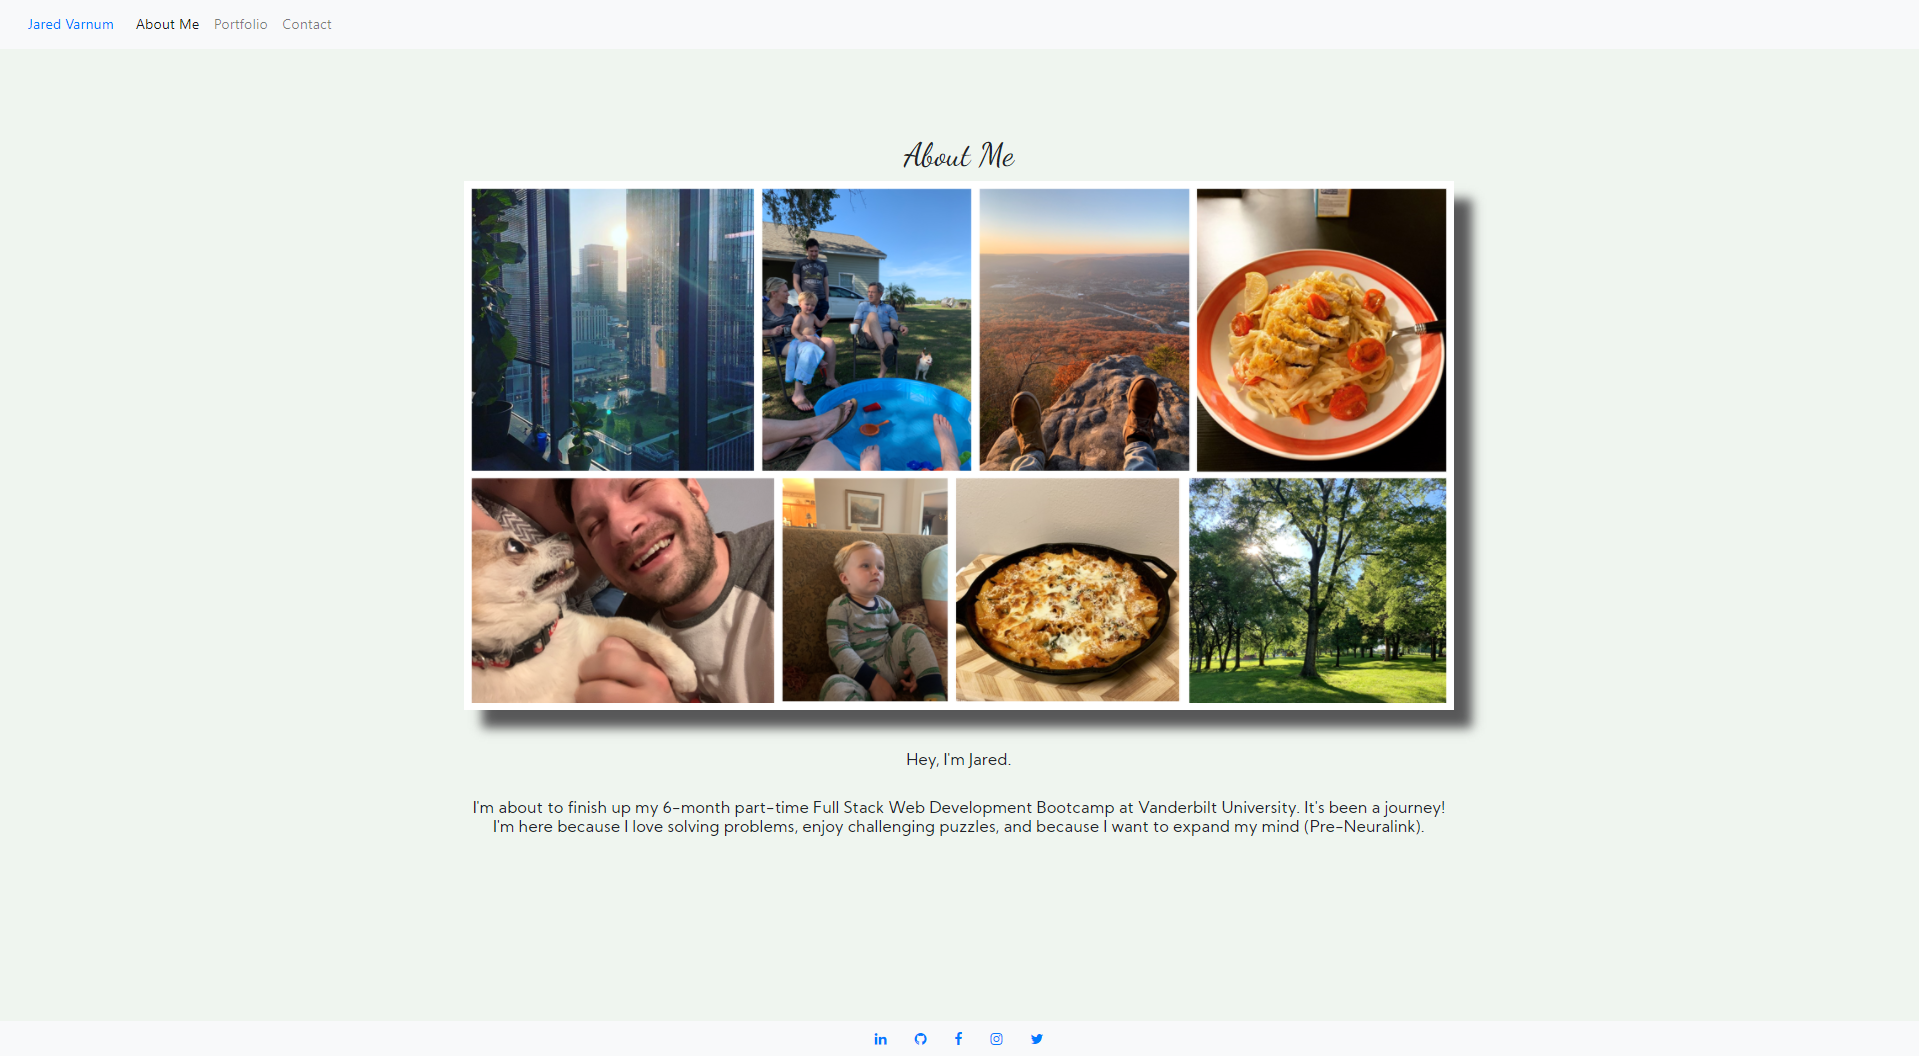 Jared Varnum About Me Portfolio Contact
About Me
Hey, I'm Jared.
I'm about to finish up my 6-month part-time Full Stack Web Development Bootcamp at Vanderbilt University. It's been a journey!
I'm here because I love solving problems, enjoy challenging puzzles, and because I want to expand my mind (Pre-Neuralink).